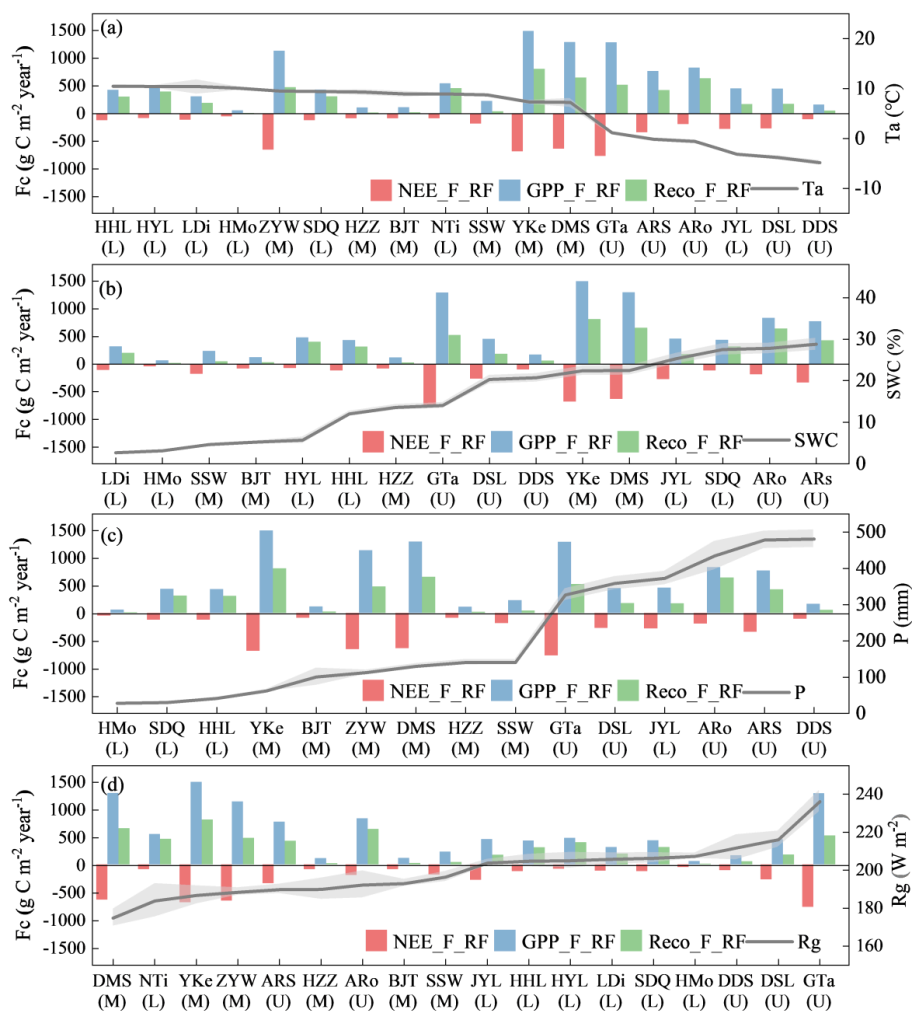 (a)
Fc (g C m⁻² year⁻¹)
1500
1000
500
0
-500
-1000
-1500
20
10
0
-10
Ta (℃)
NEE_F_RF GPP_F_RF Reco_F_RF Ta
HHL HYL LDi HMo ZYW SDQ HZZ BJT NTi SSW YKe DMS GTa ARS ARo JYL DSL DDS
(L) (L) (L) (L) (M) (L) (M) (M) (L) (M) (M) (M) (U) (U) (U) (L) (U) (U)
(b)
Fc (g C m⁻² year⁻¹)
1500
1000
500
0
-500
-1000
-1500
40
30
20
10
0
SWC (%)
NEE_F_RF GPP_F_RF Reco_F_RF SWC
LDi HMo SSW BJT HYL HHL HZZ GTa DSL DDS YKe DMS JYL SDQ ARo ARs
(L) (L) (M) (M) (L) (L) (M) (U) (U) (U) (M) (M) (L) (L) (U) (U)
(c)
Fc (g C m⁻² year⁻¹)
1500
1000
500
0
-500
-1000
-1500
500
400
300
200
100
0
P (mm)
NEE_F_RF GPP_F_RF Reco_F_RF P
HMo SDQ HHL YKe BJT ZYW DMS HZZ SSW GTa DSL JYL ARo ARS DDS
(L) (L) (L) (M) (M) (M) (M) (M) (M) (U) (U) (L) (U) (U) (U)
(d)
Fc (g C m⁻² year⁻¹)
1500
1000
500
0
-500
-1000
-1500
240
220
200
180
160
Rg (W m⁻²)
NEE_F_RF GPP_F_RF Reco_F_RF Rg
DMS NTi YKe ZYW ARS HZZ ARo BJT SSW JYL HHL HYL LDi SDQ HMo DDS DSL GTa
(M) (L) (M) (M) (U) (M) (U) (M) (M) (L) (L) (L) (L) (L) (L) (U) (U) (U)